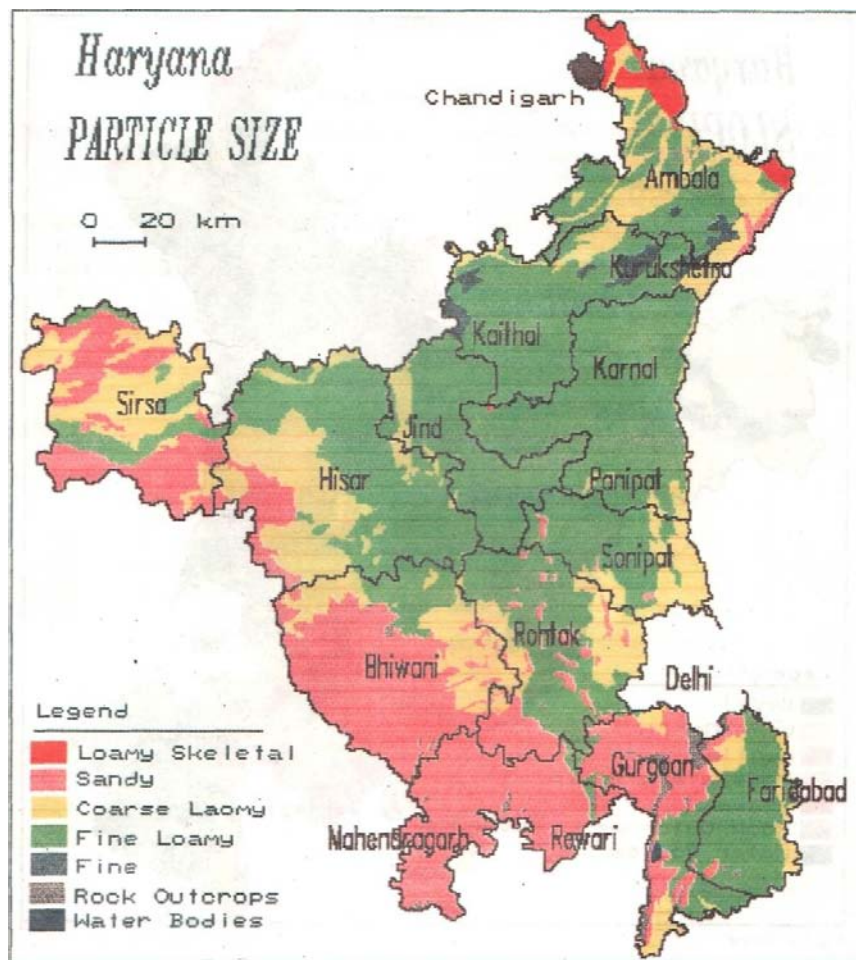 Haryana
PARTICLE SIZE
0 20 km
Chandigarh
Ambala
Kurukshetra
Kaithal
Karnal
Sirsa
Jind
Hisar
Panipat
Sonipat
Rohtak
Bhiwani
Delhi
Gurgoan
Faridabad
Mahendragarh
Rewari
Legend
Loamy Skeletal
Sandy
Coarse Laomy
Fine Loamy
Fine
Rock Outcrops
Water Bodies